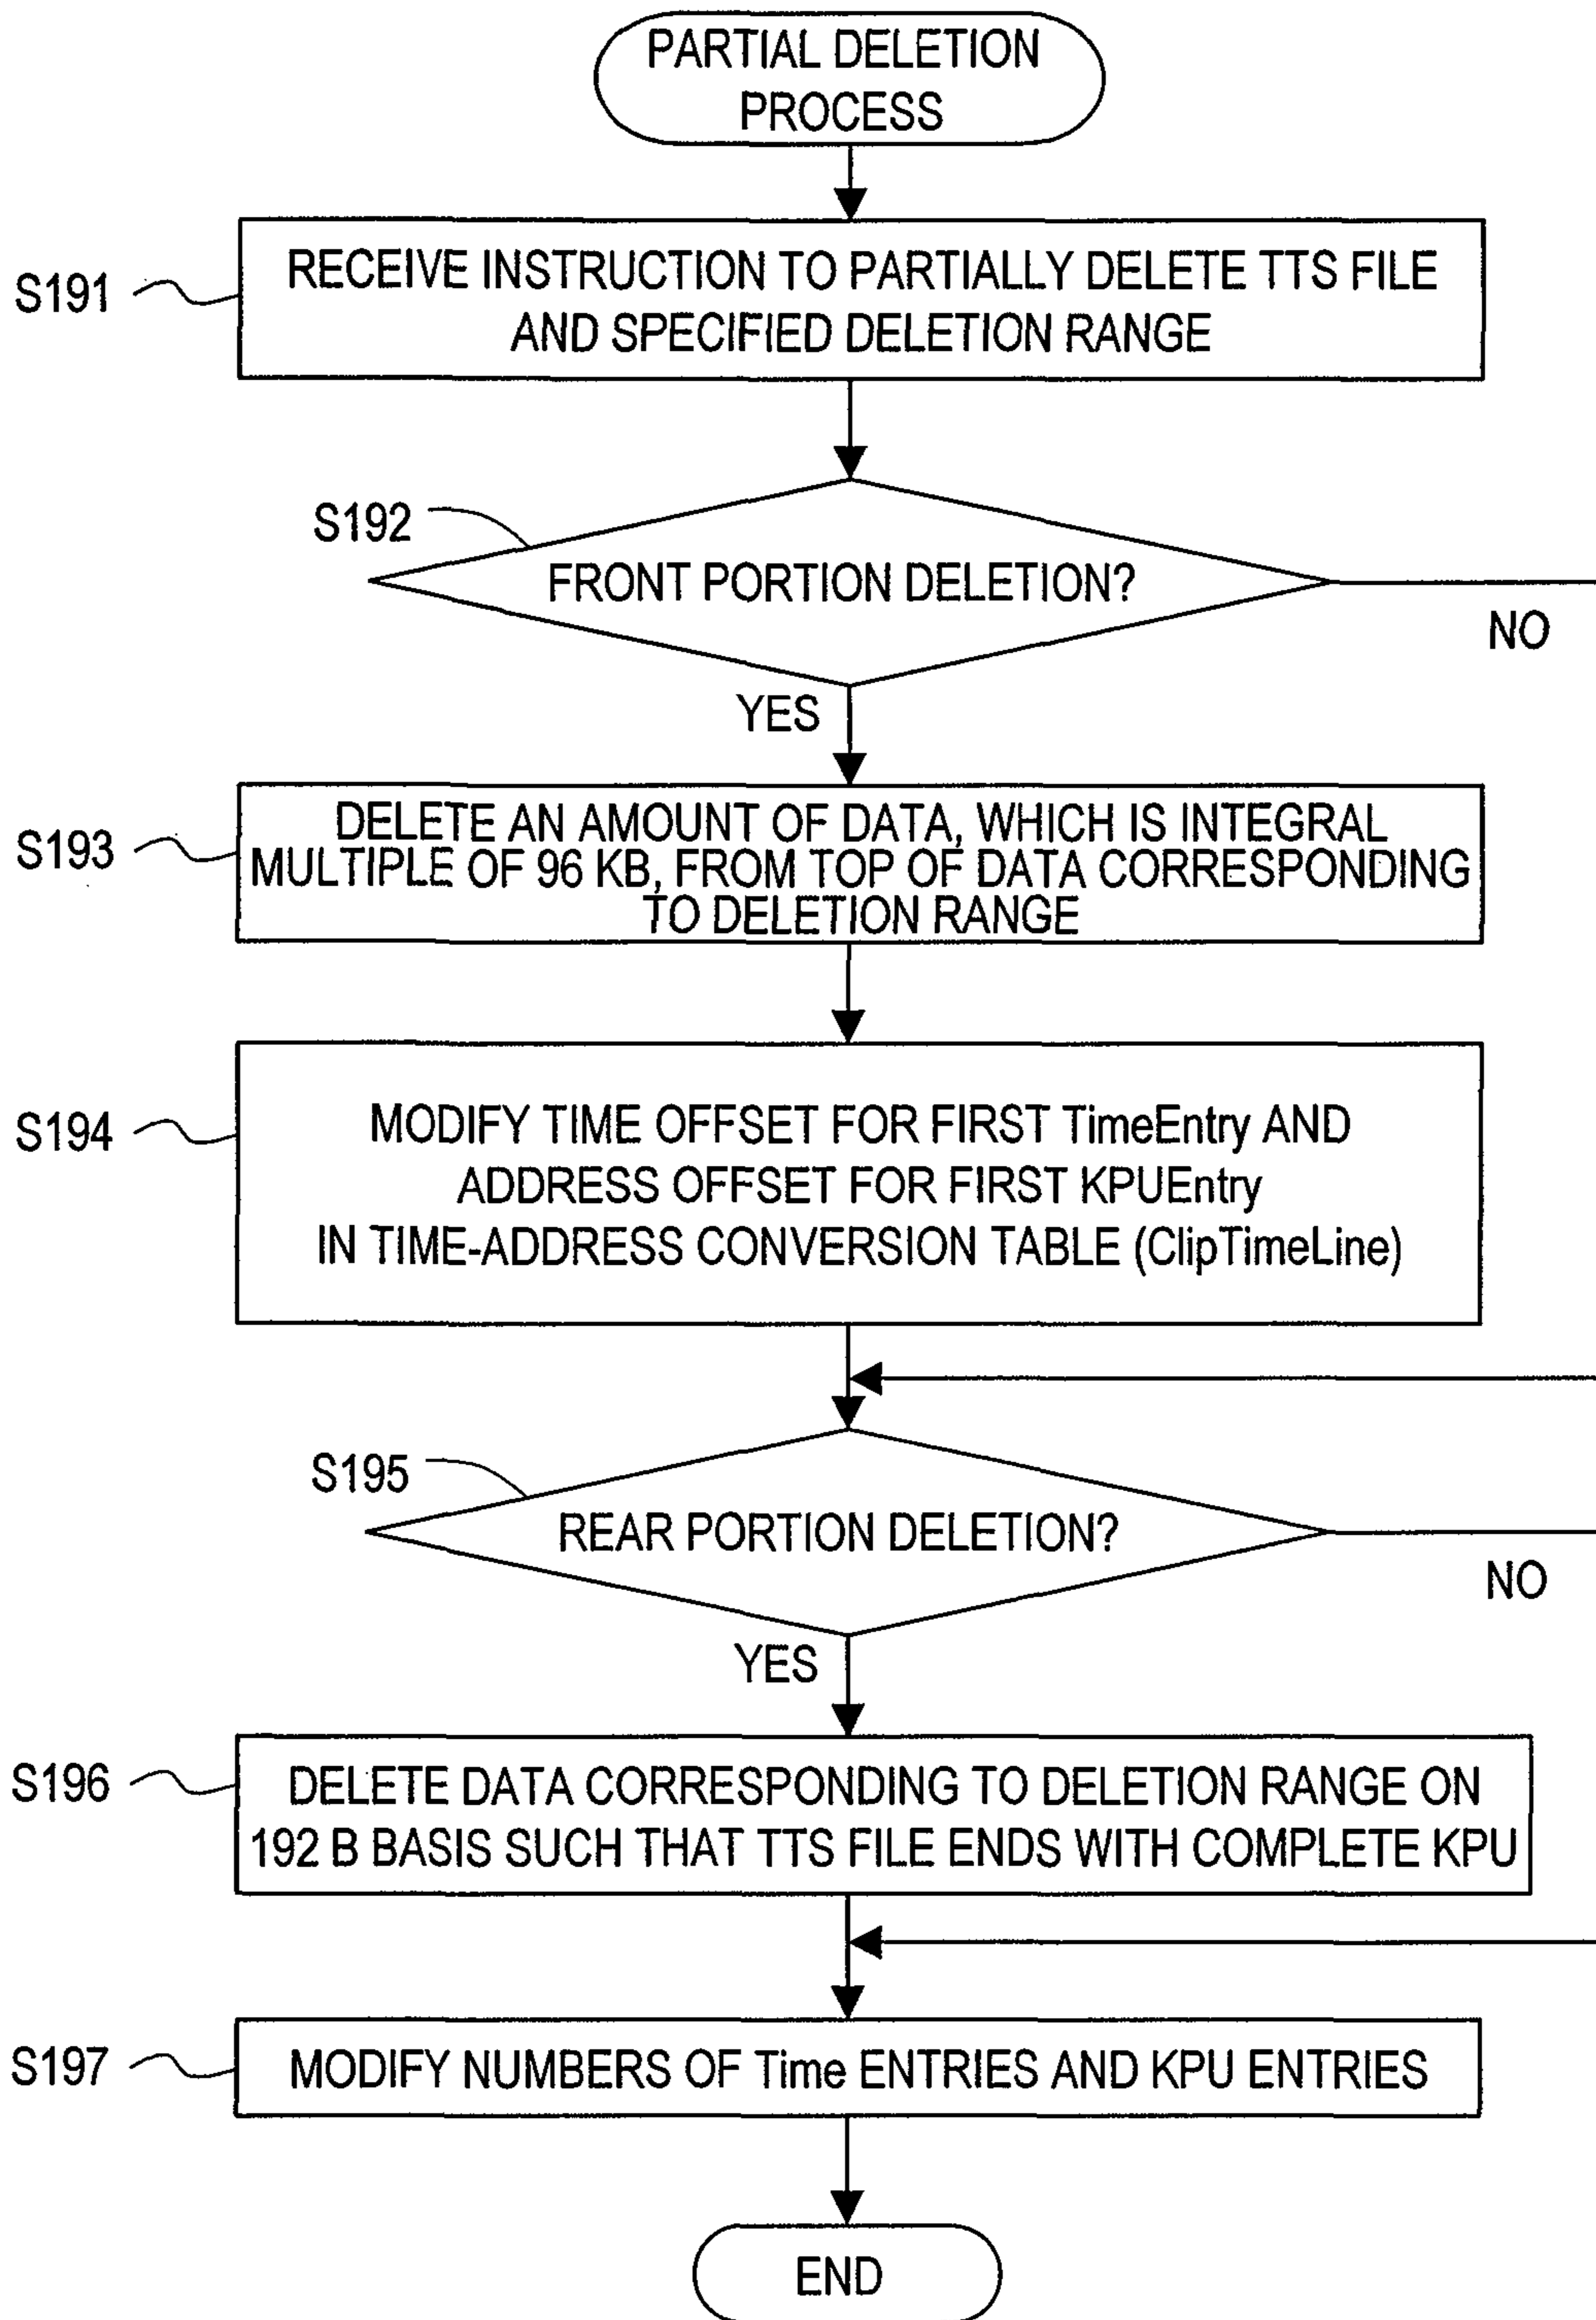 PARTIAL DELETION
PROCESS
S191
RECEIVE INSTRUCTION TO PARTIALLY DELETE TTS FILE
AND SPECIFIED DELETION RANGE
S192
FRONT PORTION DELETION?
NO
YES
S193
DELETE AN AMOUNT OF DATA, WHICH IS INTEGRAL
MULTIPLE OF 96 KB, FROM TOP OF DATA CORRESPONDING
TO DELETION RANGE
S194
MODIFY TIME OFFSET FOR FIRST TimeEntry AND
ADDRESS OFFSET FOR FIRST KPUEntry
IN TIME-ADDRESS CONVERSION TABLE (ClipTimeLine)
S195
REAR PORTION DELETION?
NO
YES
S196
DELETE DATA CORRESPONDING TO DELETION RANGE ON
192 B BASIS SUCH THAT TTS FILE ENDS WITH COMPLETE KPU
S197
MODIFY NUMBERS OF Time ENTRIES AND KPU ENTRIES
END